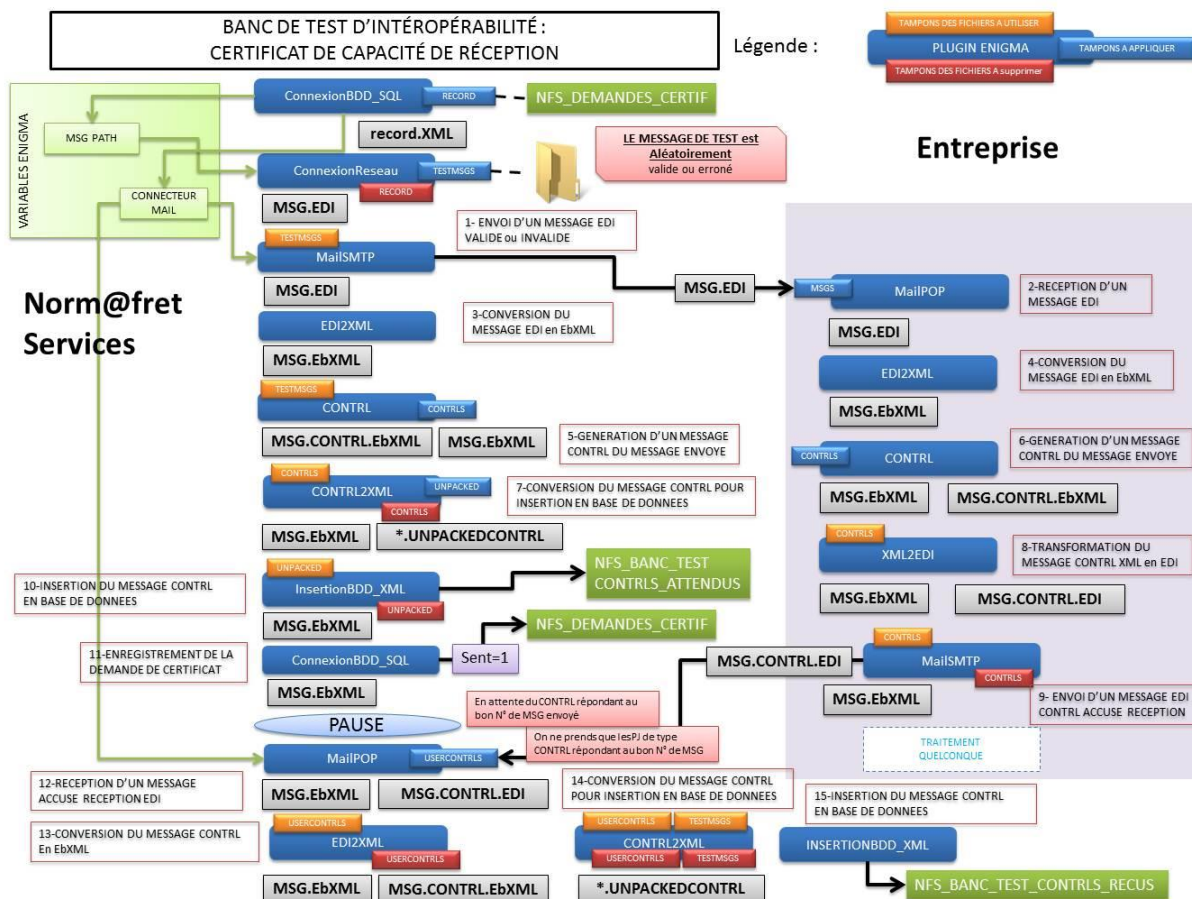 BANC DE TEST D'INTÉROPÉRABILITÉ :
CERTIFICAT DE CAPACITÉ DE RÉCEPTION
Légende :
TAMPONS DES FICHIERS A UTILISER
PLUGIN ENIGMA
TAMPONS A APPLIQUER
TAMPONS DES FICHIERS A supprimer
VARIABLES ENIGMA
MSG PATH
CONNECTEUR
MAIL
ConnexionBDD_SQL
RECORD
NFS_DEMANDES_CERTIF
record.XML
LE MESSAGE DE TEST est
Aléatoirement
valide ou erroné
Entreprise
ConnexionReseau
TESTMSGS
RECORD
MSG.EDI
1- ENVOI D'UN MESSAGE EDI
VALIDE ou INVALIDE
TESTMSGS
MailSMTP
MSG.EDI
MSG.EDI
MSGS
MailPOP
2-RECEPTION D'UN
MESSAGE EDI
Norm@fret
Services
MSG.EDI
EDI2XML
3-CONVERSION DU
MESSAGE EDI en EbXML
MSG.EbXML
EDI2XML
4-CONVERSION DU
MESSAGE EDI en EbXML
MSG.EbXML
TESTMSGS
CONTRL
CONTRLS
MSG.CONTRL.EbXML
MSG.EbXML
5-GENERATION D'UN MESSAGE
CONTRL DU MESSAGE ENVOYE
CONTRLS
CONTRL
6-GENERATION D'UN MESSAGE
CONTRL DU MESSAGE ENVOYE
MSG.EbXML
MSG.CONTRL.EbXML
CONTRLS
CONTRL2XML
UNPACKED
CONTRLS
7-CONVERSION DU MESSAGE CONTRL POUR
INSERTION EN BASE DE DONNEES
MSG.EbXML
*.UNPACKEDCONTRL
CONTRLS
XML2EDI
8-TRANSFORMATION DU
MESSAGE CONTRL XML en EDI
MSG.EbXML
MSG.CONTRL.EDI
10-INSERTION DU MESSAGE CONTRL
EN BASE DE DONNEES
UNPACKED
InsertionBDD_XML
UNPACKED
NFS_BANC_TEST
CONTRLS_ATTENDUS
MSG.EbXML
NFS_DEMANDES_CERTIF
11-ENREGISTREMENT DE LA
DEMANDE DE CERTIFICAT
ConnexionBDD_SQL
Sent=1
MSG.EbXML
MSG.CONTRL.EDI
CONTRLS
MailSMTP
CONTRLS
MSG.EbXML
9- ENVOI D'UN MESSAGE EDI
CONTRL ACCUSE RECEPTION
En attente du CONTRL répondant au
bon N° de MSG envoyé
PAUSE
On ne prends que les PJ de type
CONTRL répondant au bon N° de MSG
TRAITEMENT
QUELCONQUE
MailPOP
USERCONTRLS
12-RECEPTION D'UN MESSAGE
ACCUSE RECEPTION EDI
MSG.EbXML
MSG.CONTRL.EDI
14-CONVERSION DU MESSAGE CONTRL
POUR INSERTION EN BASE DE DONNEES
15-INSERTION DU MESSAGE CONTRL
EN BASE DE DONNEES
13-CONVERSION DU MESSAGE CONTRL
En EbXML
USERCONTRLS
EDI2XML
USERCONTRLS
MSG.EbXML
MSG.CONTRL.EbXML
USERCONTRLS
TESTMSGS
CONTRL2XML
USERCONTRLS
TESTMSGS
*.UNPACKEDCONTRL
INSERTIONBDD_XML
NFS_BANC_TEST_CONTRLS_RECUS